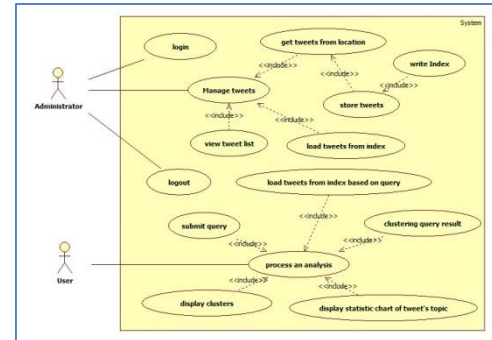 System
login
get tweets from location
<<include>>
write Index
Manage tweets
<<include>>
<<include>>
store tweets
Administrator
<<include>>
<<include>>
view tweet list
load tweets from index
logout
load tweets from index based on query
submit query
<<include>>
clustering query result
<<include>>
<<include>>
process an analysis
User
<<include>>
<<include>>
display clusters
display statistic chart of tweet's topic